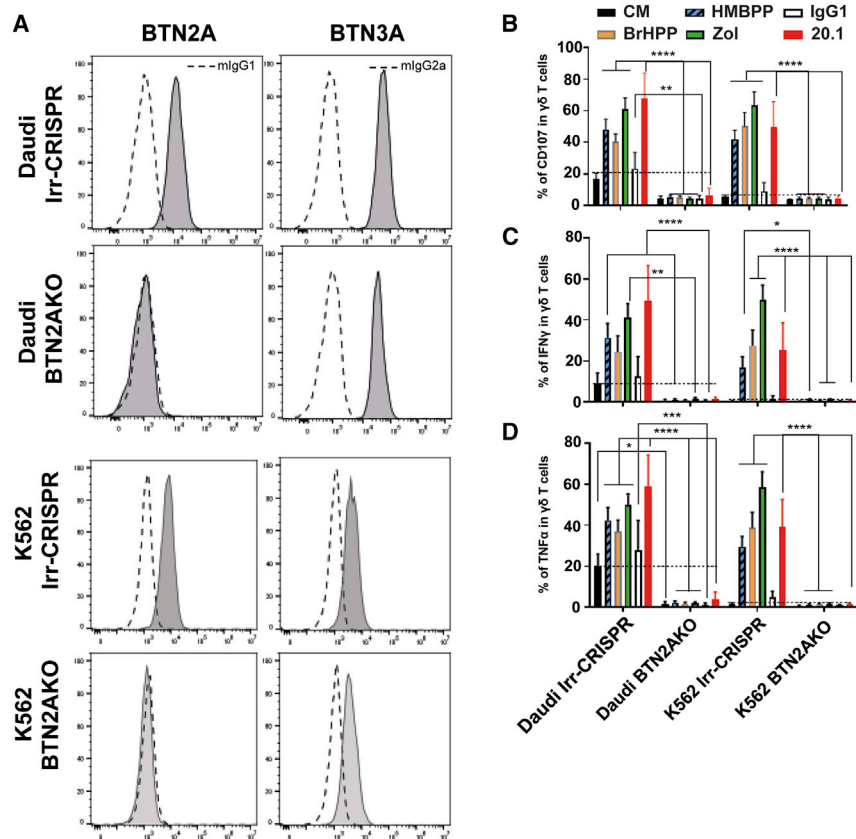 A
BTN2A
BTN3A
mIgG1
mIgG2a
Daudi
Irr-CRISPR
Daudi
BTN2AKO
K562
Irr-CRISPR
K562
BTN2AKO
B
CM
HMBPP
IgG1
BrHPP
Zol
20.1
% of CD107 in γδ T cells
100
80
60
40
20
0
****
**
****
C
% of IFNγ in γδ T cells
80
60
40
20
0
****
**
*
****
D
% of TNFα in γδ T cells
80
60
40
20
0
***
****
*
****
Daudi Irr-CRISPR
Daudi BTN2AKO
K562 Irr-CRISPR
K562 BTN2AKO